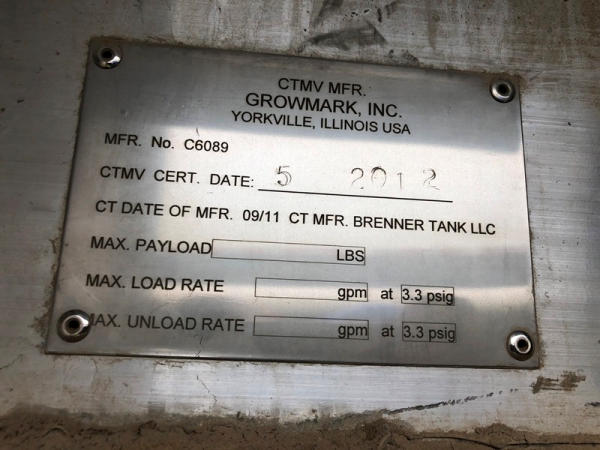 CTMV MFR.
GROWMARK, INC.
YORKVILLE, ILLINOIS USA
MFR. No. C6089
CTMV CERT. DATE: 5 2012
CT DATE OF MFR. 09/11 CT MFR. BRENNER TANK LLC
MAX. PAYLOAD LBS
MAX. LOAD RATE gpm at 3.3 psig
MAX. UNLOAD RATE gpm at 3.3 psig